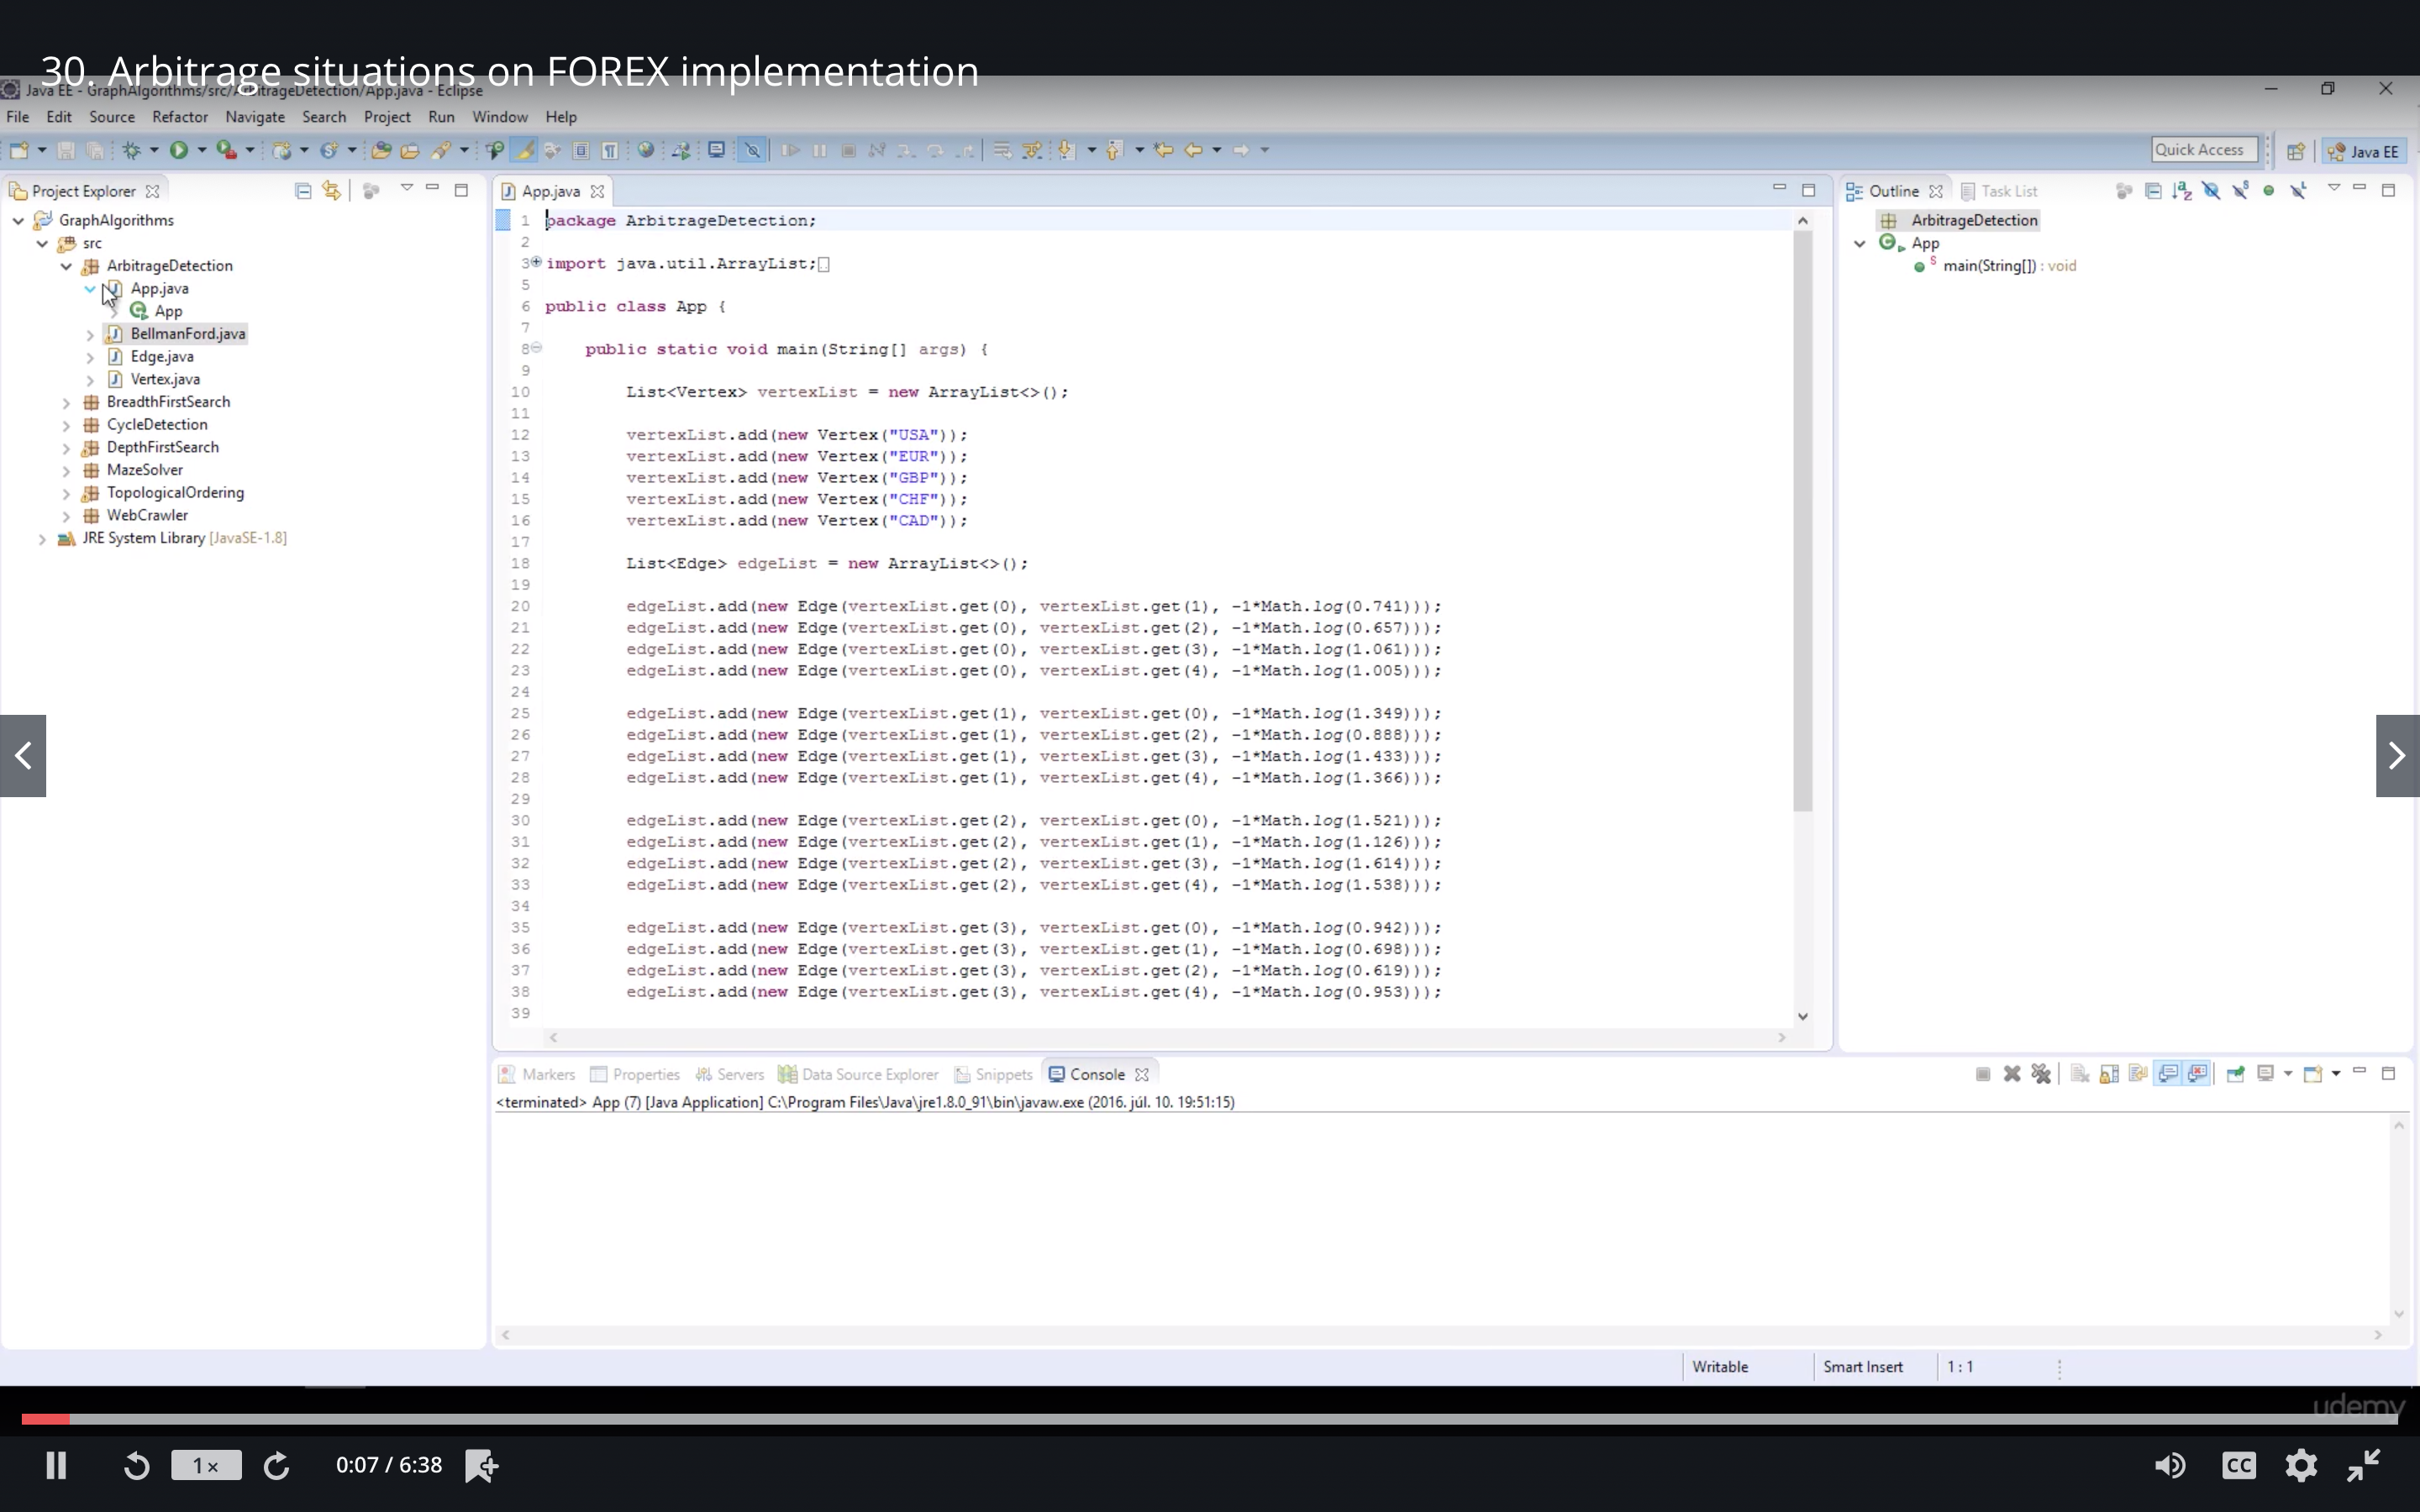 30. Arbitrage situations on FOREX implementation
Java EE - GraphAlgorithms/src/ArbitrageDetection/App.java - Eclipse
File Edit Source Refactor Navigate Search Project Run Window Help
Quick Access
Java EE
Project Explorer
GraphAlgorithms
src
ArbitrageDetection
App.java
App
BellmanFord.java
Edge.java
Vertex.java
BreadthFirstSearch
CycleDetection
DepthFirstSearch
MazeSolver
TopologicalOrdering
WebCrawler
JRE System Library [JavaSE-1.8]
App.java
1 package ArbitrageDetection;
2
3 import java.util.ArrayList;
5
6 public class App {
7
8 public static void main(String[] args) {
9
10 List<Vertex> vertexList = new ArrayList<>();
11
12 vertexList.add(new Vertex("USA"));
13 vertexList.add(new Vertex("EUR"));
14 vertexList.add(new Vertex("GBP"));
15 vertexList.add(new Vertex("CHF"));
16 vertexList.add(new Vertex("CAD"));
17
18 List<Edge> edgeList = new ArrayList<>();
19
20 edgeList.add(new Edge(vertexList.get(0), vertexList.get(1), -1*Math.log(0.741)));
21 edgeList.add(new Edge(vertexList.get(0), vertexList.get(2), -1*Math.log(0.657)));
22 edgeList.add(new Edge(vertexList.get(0), vertexList.get(3), -1*Math.log(1.061)));
23 edgeList.add(new Edge(vertexList.get(0), vertexList.get(4), -1*Math.log(1.005)));
24
25 edgeList.add(new Edge(vertexList.get(1), vertexList.get(0), -1*Math.log(1.349)));
26 edgeList.add(new Edge(vertexList.get(1), vertexList.get(2), -1*Math.log(0.888)));
27 edgeList.add(new Edge(vertexList.get(1), vertexList.get(3), -1*Math.log(1.433)));
28 edgeList.add(new Edge(vertexList.get(1), vertexList.get(4), -1*Math.log(1.366)));
29
30 edgeList.add(new Edge(vertexList.get(2), vertexList.get(0), -1*Math.log(1.521)));
31 edgeList.add(new Edge(vertexList.get(2), vertexList.get(1), -1*Math.log(1.126)));
32 edgeList.add(new Edge(vertexList.get(2), vertexList.get(3), -1*Math.log(1.614)));
33 edgeList.add(new Edge(vertexList.get(2), vertexList.get(4), -1*Math.log(1.538)));
34
35 edgeList.add(new Edge(vertexList.get(3), vertexList.get(0), -1*Math.log(0.942)));
36 edgeList.add(new Edge(vertexList.get(3), vertexList.get(1), -1*Math.log(0.698)));
37 edgeList.add(new Edge(vertexList.get(3), vertexList.get(2), -1*Math.log(0.619)));
38 edgeList.add(new Edge(vertexList.get(3), vertexList.get(4), -1*Math.log(0.953)));
39
Outline Task List
ArbitrageDetection
App
main(String[]) : void
Markers Properties Servers Data Source Explorer Snippets Console
<terminated> App (7) [Java Application] C:\Program Files\Java\jre1.8.0_91\bin\javaw.exe (2016. júl. 10. 19:51:15)
Writable Smart Insert 1 : 1
udemy
1x 0:07 / 6:38 CC